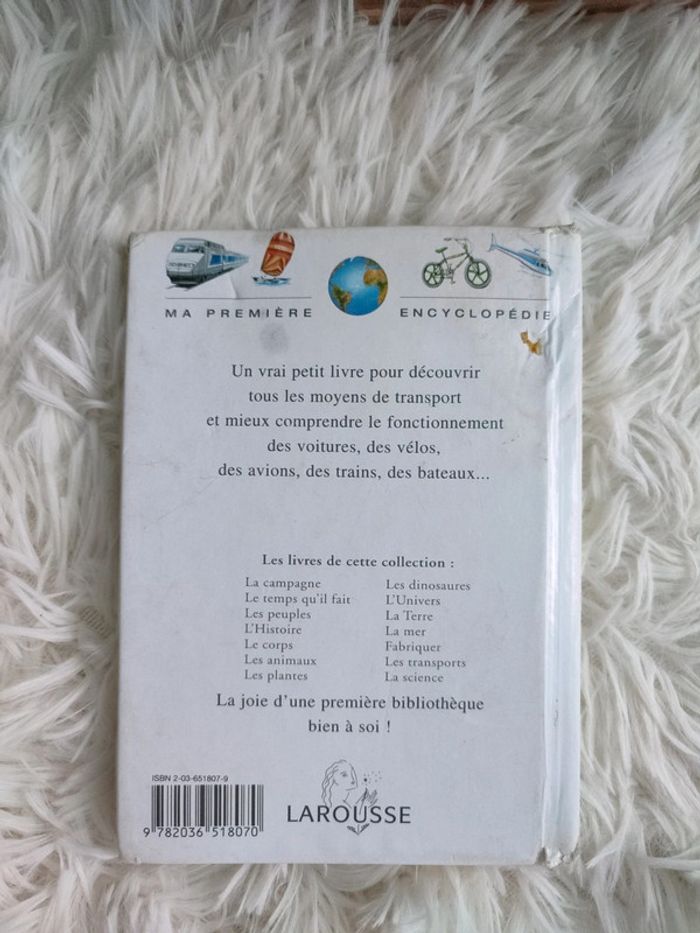 MA PREMIÈRE ENCYCLOPÉDIE
Un vrai petit livre pour découvrir
tous les moyens de transport
et mieux comprendre le fonctionnement
des voitures, des vélos,
des avions, des trains, des bateaux...
Les livres de cette collection :
La campagne
Le temps qu'il fait
Les peuples
L'Histoire
Le corps
Les animaux
Les plantes
Les dinosaures
L'Univers
La Terre
La mer
Fabriquer
Les transports
La science
La joie d'une première bibliothèque
bien à soi !
ISBN 2-03-651807-9
9 782036 518070
LAROUSSE